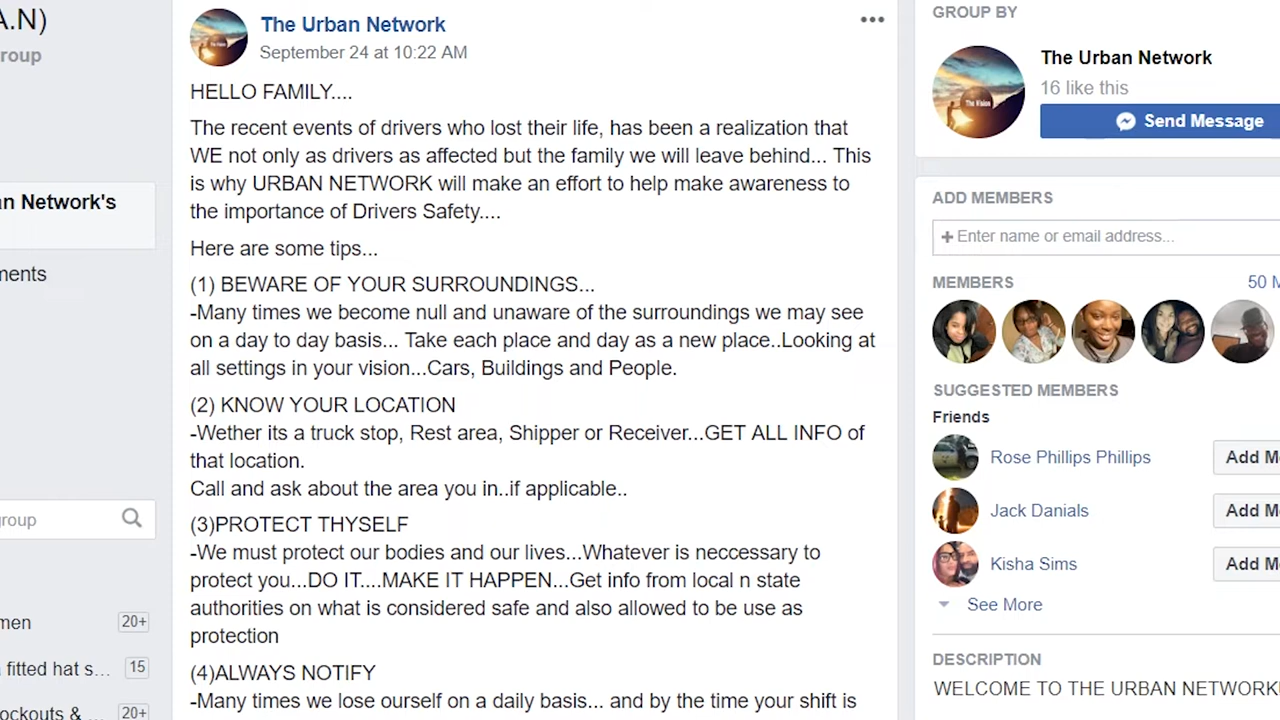 A.N)
roup
an Network's
ments
group
men
20+
fitted hat s...
15
ockouts & ...
20+
The Urban Network
September 24 at 10:22 AM
HELLO FAMILY....
The recent events of drivers who lost their life, has been a realization that
WE not only as drivers as affected but the family we will leave behind... This
is why URBAN NETWORK will make an effort to help make awareness to
the importance of Drivers Safety....
Here are some tips...
(1) BEWARE OF YOUR SURROUNDINGS...
-Many times we become null and unaware of the surroundings we may see
on a day to day basis... Take each place and day as a new place..Looking at
all settings in your vision...Cars, Buildings and People.
(2) KNOW YOUR LOCATION
-Wether its a truck stop, Rest area, Shipper or Receiver...GET ALL INFO of
that location.
Call and ask about the area you in..if applicable..
(3)PROTECT THYSELF
-We must protect our bodies and our lives...Whatever is neccessary to
protect you...DO IT....MAKE IT HAPPEN...Get info from local n state
authorities on what is considered safe and also allowed to be use as
protection
(4)ALWAYS NOTIFY
-Many times we lose ourself on a daily basis... and by the time your shift is
GROUP BY
The Vision
The Urban Network
16 like this
Send Message
ADD MEMBERS
+ Enter name or email address...
MEMBERS
50 M
SUGGESTED MEMBERS
Friends
Rose Phillips Phillips
Add M
Jack Danials
Add M
Kisha Sims
Add M
See More
DESCRIPTION
WELCOME TO THE URBAN NETWORK